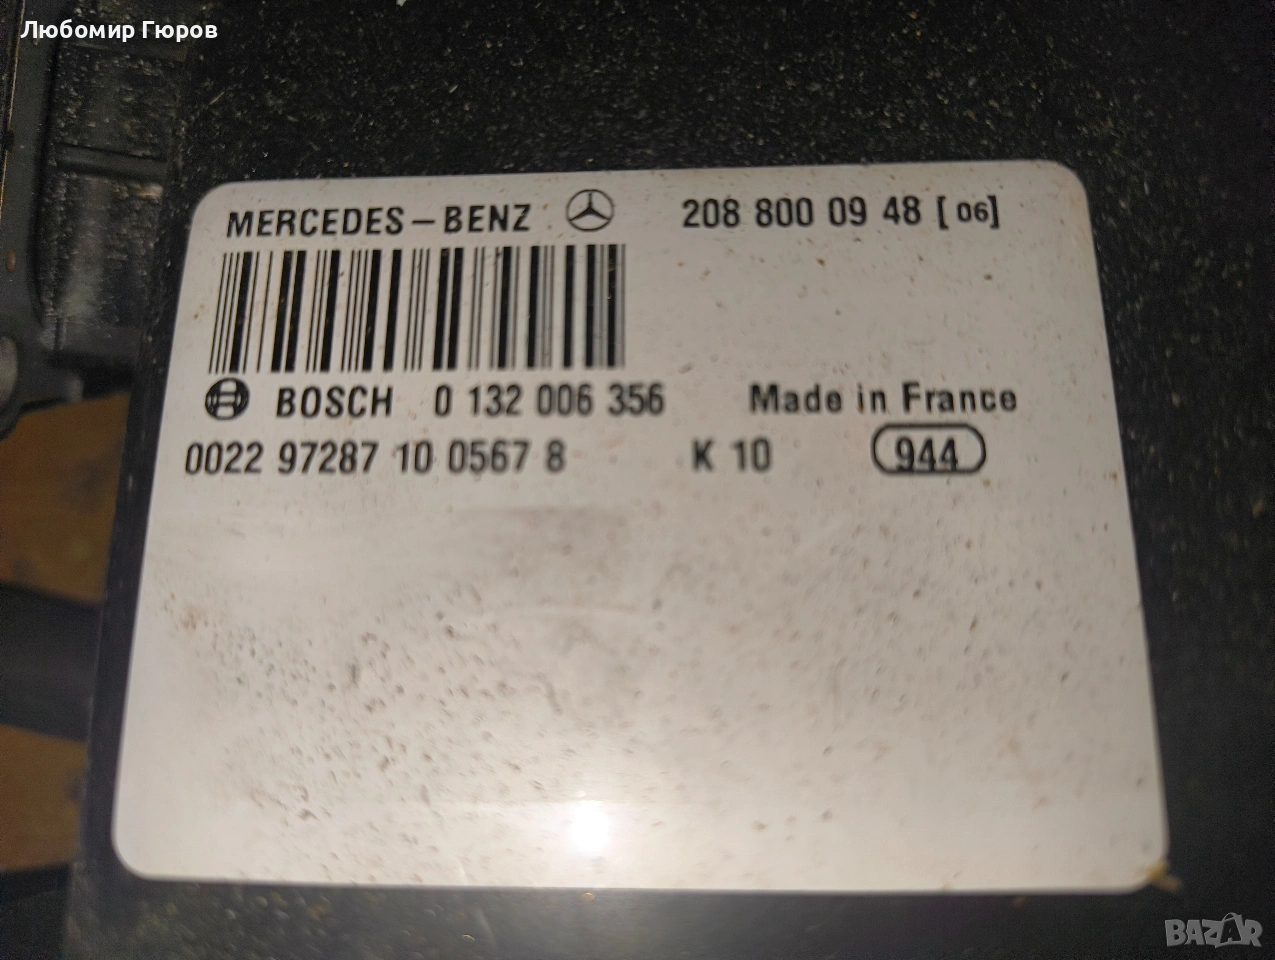 Любомир Гюров
MERCEDES-BENZ 208 800 09 48 [06]
BOSCH 0 132 006 356 Made in France
0022 97287 10 0567 8 K 10 944
BAZAR